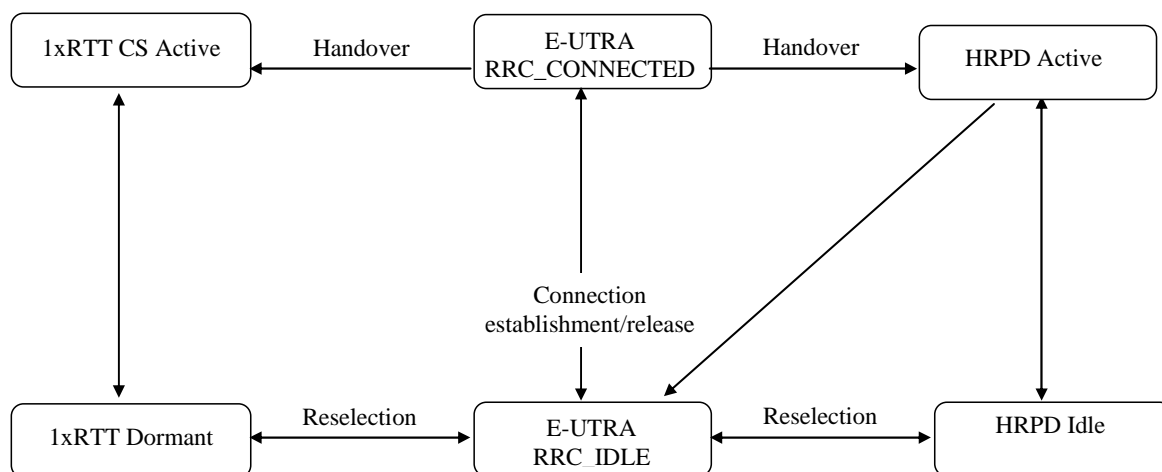 1xRTT CS Active
Handover
E-UTRA
RRC_CONNECTED
Handover
HRPD Active
Connection
establishment/release
1xRTT Dormant
Reselection
E-UTRA
RRC_IDLE
Reselection
HRPD Idle